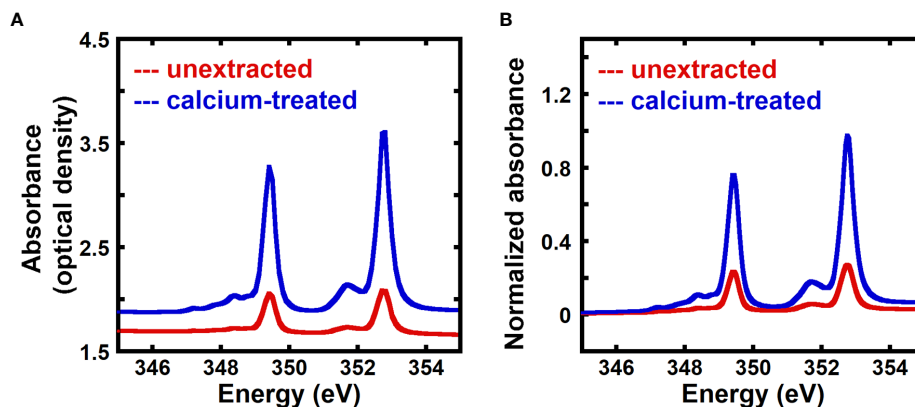 A
Absorbance
(optical density)
4.5
3.5
2.5
1.5
--- unextracted
--- calcium-treated
346 348 350 352 354
Energy (eV)
B
Normalized absorbance
1.2
0.8
0.4
0
--- unextracted
--- calcium-treated
346 348 350 352 354
Energy (eV)